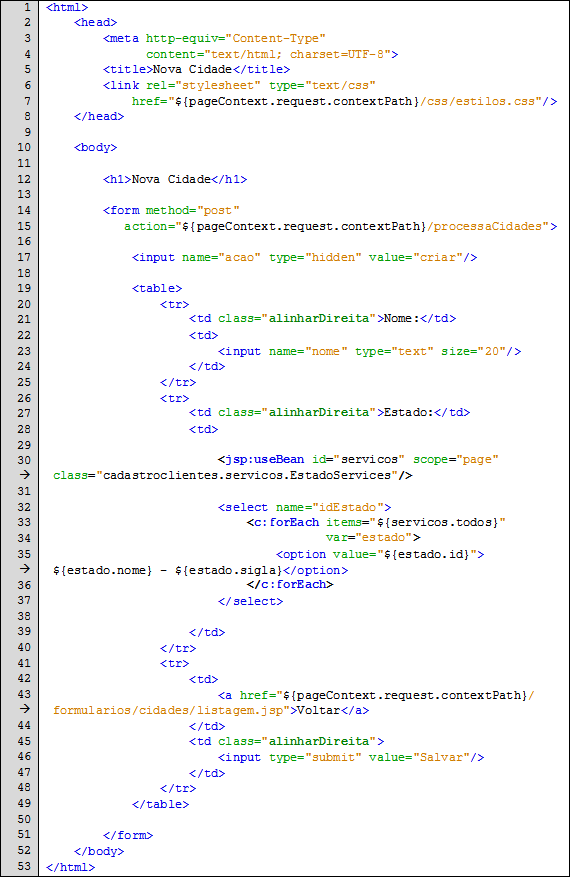 1 <html>
2 <head>
3 <meta http-equiv="Content-Type"
4 content="text/html; charset=UTF-8">
5 <title>Nova Cidade</title>
6 <link rel="stylesheet" type="text/css"
7 href="${pageContext.request.contextPath}/css/estilos.css"/>
8 </head>
9
10 <body>
11
12 <h1>Nova Cidade</h1>
13
14 <form method="post"
15 action="${pageContext.request.contextPath}/processaCidades">
16
17 <input name="acao" type="hidden" value="criar"/>
18
19 <table>
20 <tr>
21 <td class="alinharDireita">Nome:</td>
22 <td>
23 <input name="nome" type="text" size="20"/>
24 </td>
25 </tr>
26 <tr>
27 <td class="alinharDireita">Estado:</td>
28 <td>
29
30 <jsp:useBean id="servicos" scope="page"
→ class="cadastroclientes.servicos.EstadoServices"/>
31
32 <select name="idEstado">
33 <c:forEach items="${servicos.todos}"
34 var="estado">
35 <option value="${estado.id}">
→ ${estado.nome} - ${estado.sigla}</option>
36 </c:forEach>
37 </select>
38
39 </td>
40 </tr>
41 <tr>
42 <td>
43 <a href="${pageContext.request.contextPath}/
→ formularios/cidades/listagem.jsp">Voltar</a>
44 </td>
45 <td class="alinharDireita">
46 <input type="submit" value="Salvar"/>
47 </td>
48 </tr>
49 </table>
50
51 </form>
52 </body>
53 </html>